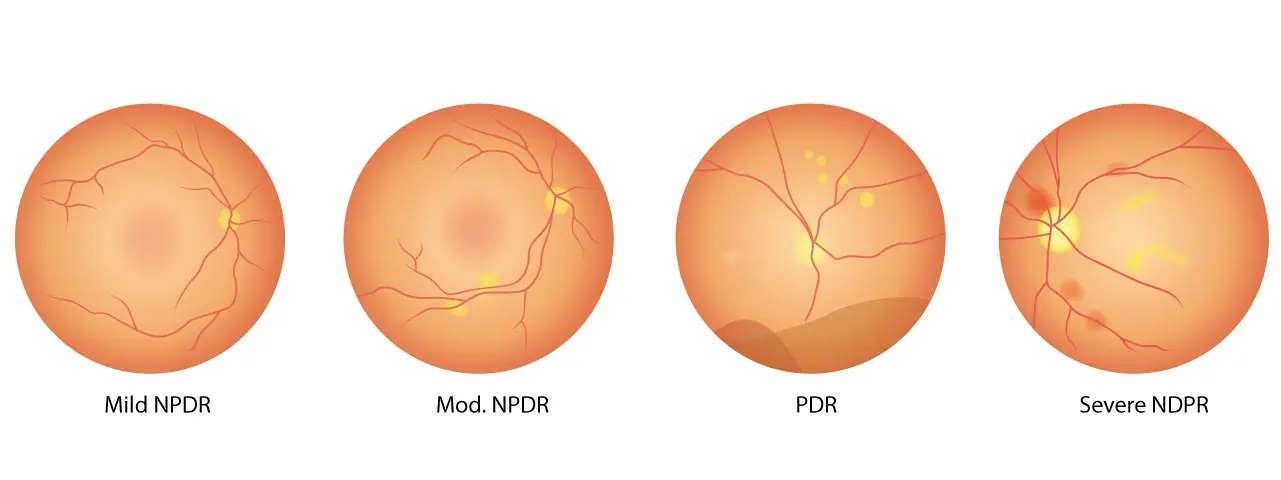 Mild NPDR
Mod. NPDR
PDR
Severe NDPR